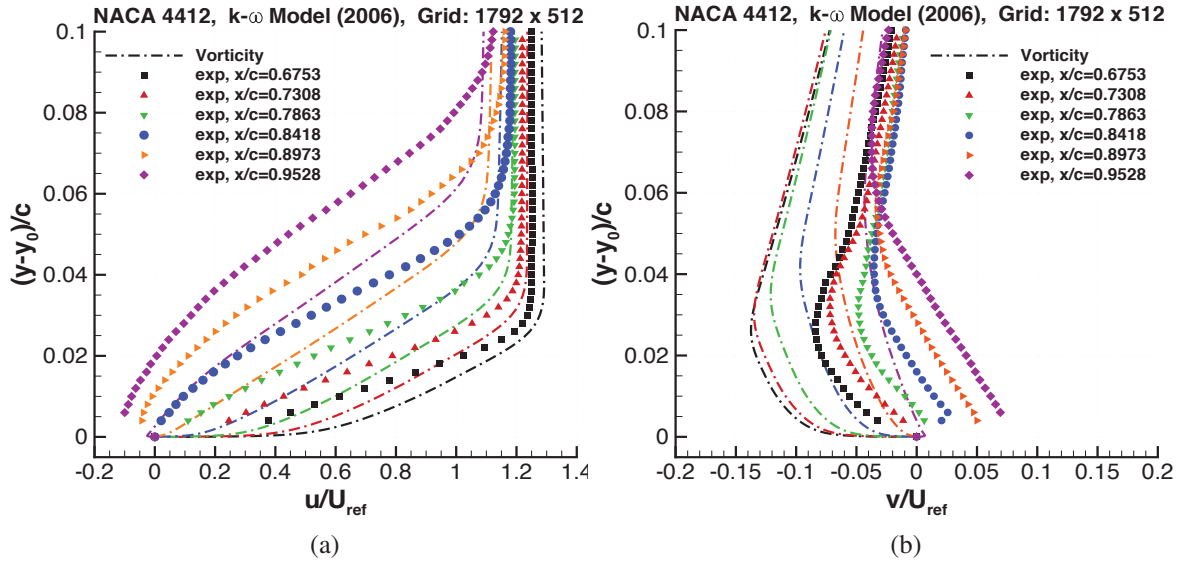 NACA 4412, k-ω Model (2006), Grid: 1792 x 512
0.1
0.08
0.06
0.04
0.02
0
(y-y0)/c
Vorticity
exp, x/c=0.6753
exp, x/c=0.7308
exp, x/c=0.7863
exp, x/c=0.8418
exp, x/c=0.8973
exp, x/c=0.9528
-0.2 0 0.2 0.4 0.6 0.8 1 1.2 1.4
u/Uref
(a)
NACA 4412, k-ω Model (2006), Grid: 1792 x 512
0.1
0.08
0.06
0.04
0.02
0
(y-y0)/c
Vorticity
exp, x/c=0.6753
exp, x/c=0.7308
exp, x/c=0.7863
exp, x/c=0.8418
exp, x/c=0.8973
exp, x/c=0.9528
-0.2 -0.15 -0.1 -0.05 0 0.05 0.1 0.15 0.2
v/Uref
(b)